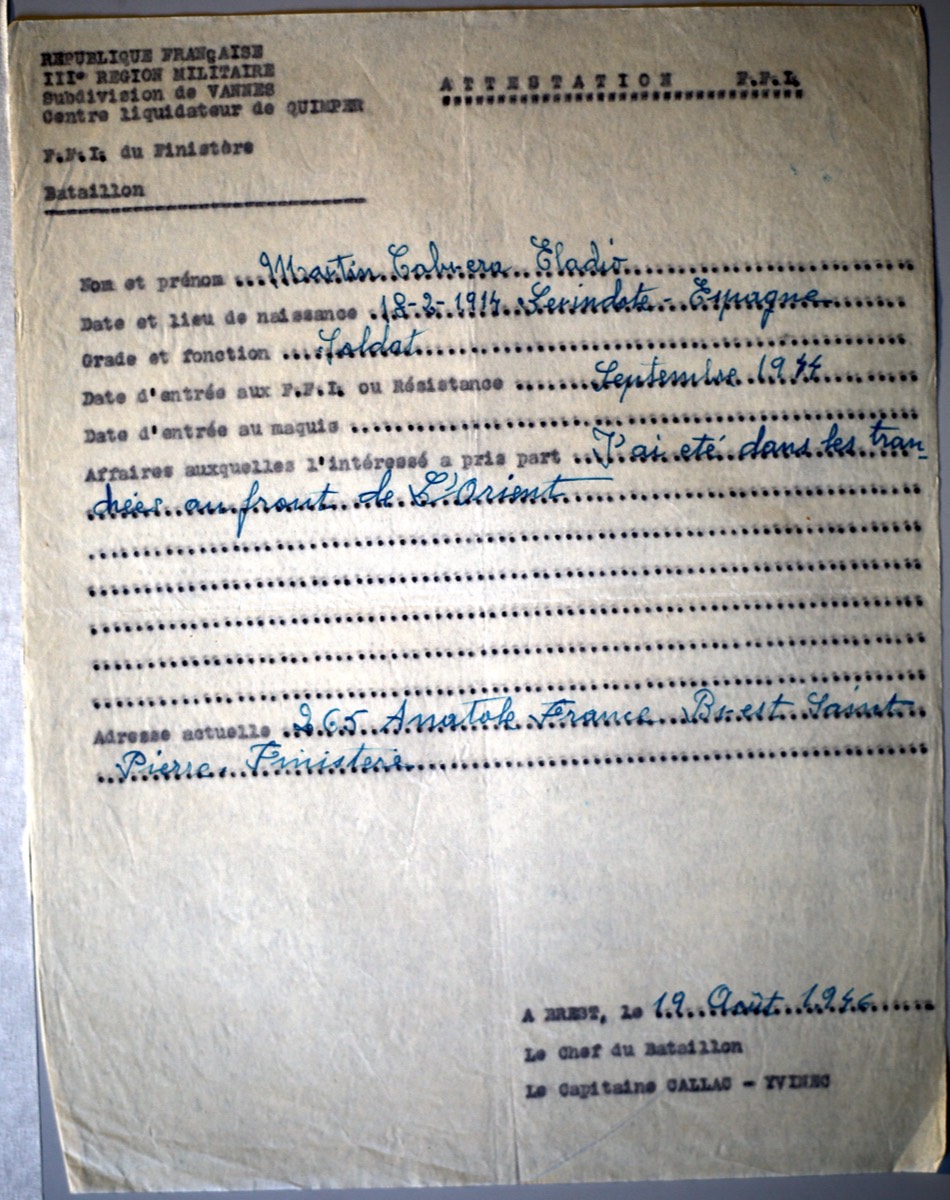 REPUBLIQUE FRANÇAISE
III° REGION MILITAIRE
Subdivision de VANNES
Centre liquidateur de QUIMPER
F.F.I. du Finistère
Bataillon
ATTESTATION F.F.I.
Nom et prénom ... Martin Cabrera Eladio
Date et lieu de naissance . 18-2-1914 - Espagne
Grade et fonction .... Soldat
Date d'entrée aux F.F.I. ou Résistance ...... Septembre 1944
Date d'entrée au maquis ......
Affaires auxquelles l'intéressé a pris part .. J'ai eté dans les tran-
chées au front de L'Orient
Adresse actuelle . 265 Anatole France Brest Saint
Pierre. Finistere
A BREST, le 19 Août 1946
Le Chef du Bataillon
Le Capitaine CALLAC - YVINEC